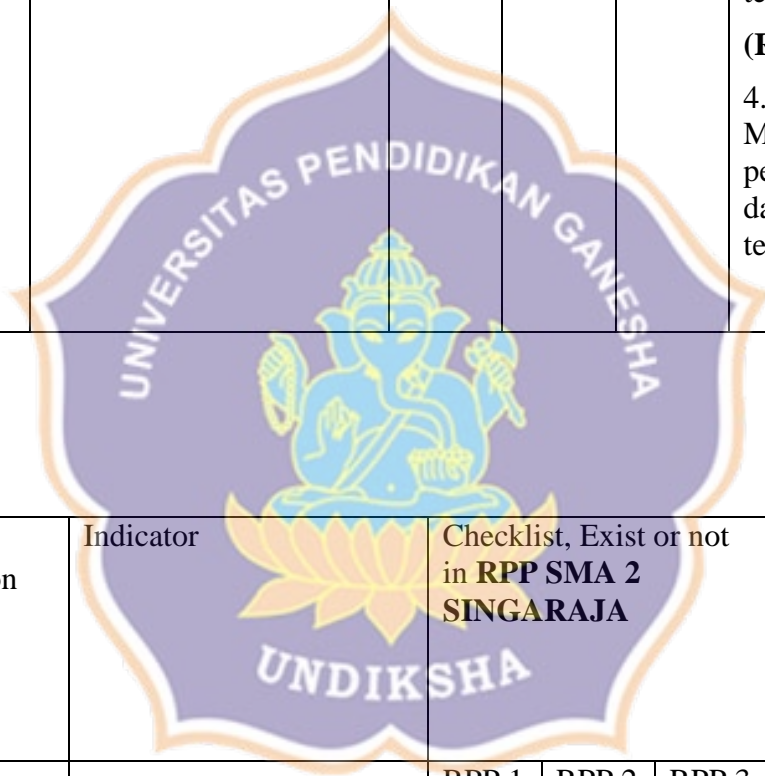 (R
4.
M
pe
da
te
UNIVERSITAS PENDIDIKAN GANESHA
on
Indicator
Checklist, Exist or not
in RPP SMA 2
SINGARAJA
UNDIKSHA
RPP 1 RPP 2 RPP 3